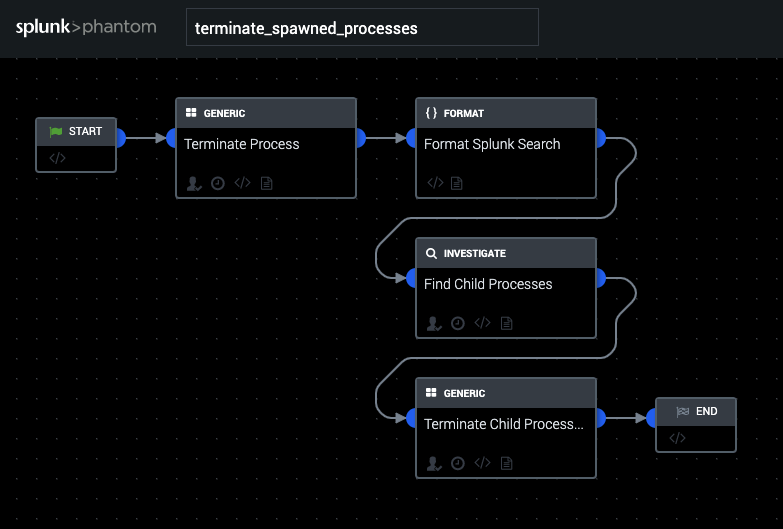 splunk>phantom
terminate_spawned_processes
START
GENERIC
Terminate Process
FORMAT
Format Splunk Search
INVESTIGATE
Find Child Processes
GENERIC
Terminate Child Process...
END